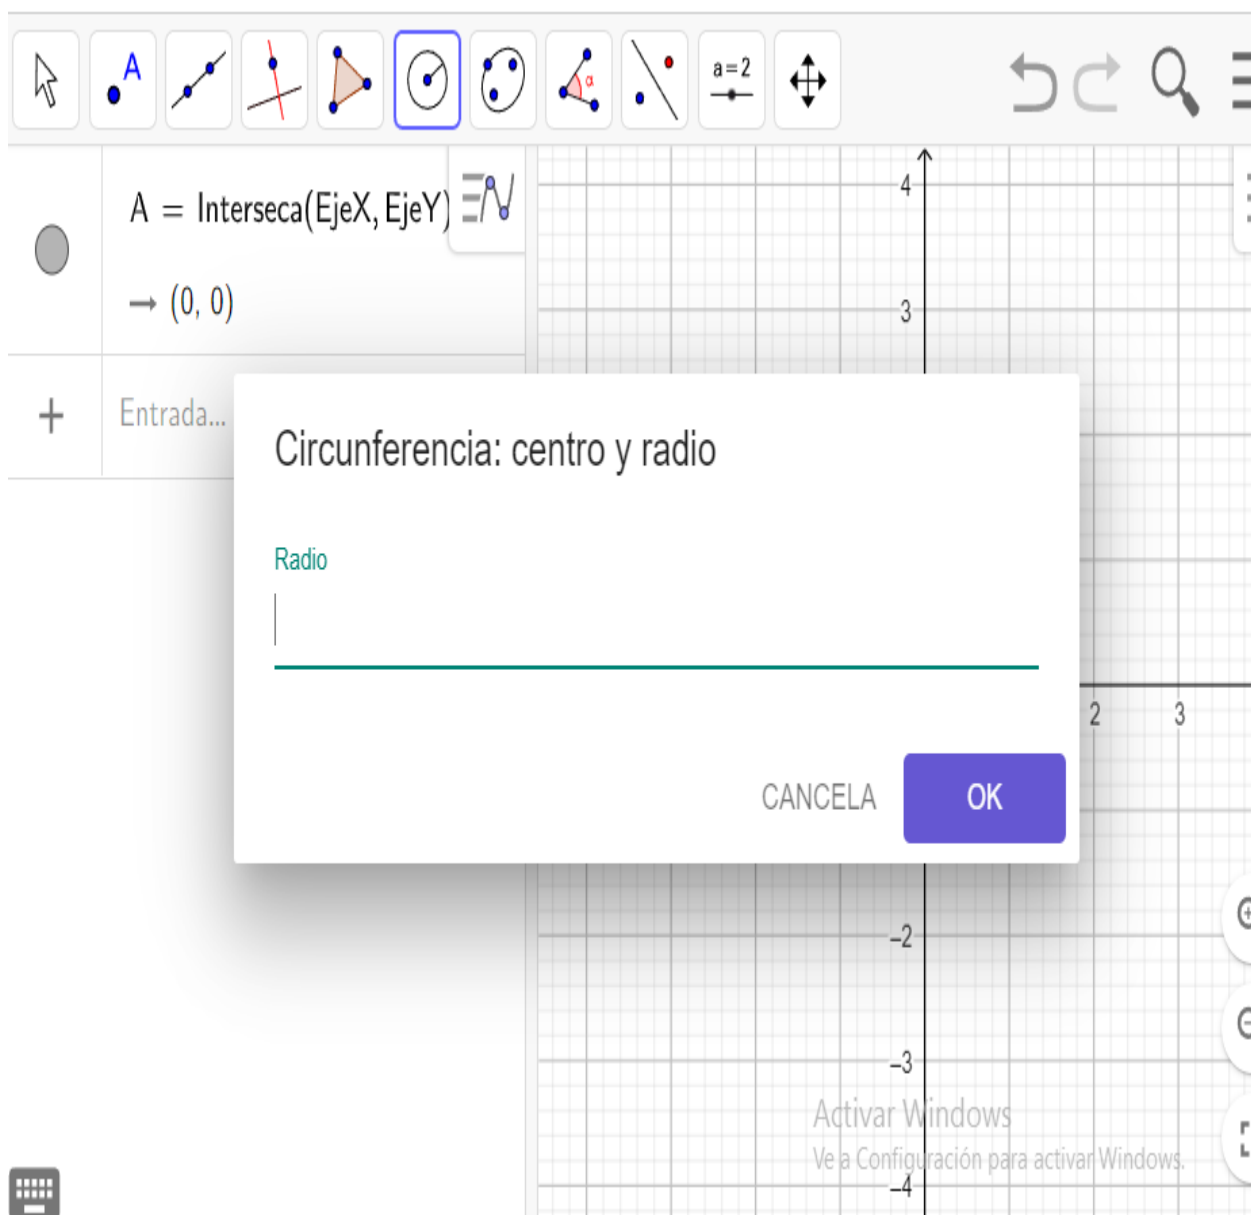 A
α
a=2
A = Interseca(EjeX, EjeY)
→ (0, 0)
+ Entrada...
4
3
Circunferencia: centro y radio
Radio
2
3
CANCELA
OK
–2
–3
Activar Windows
Ve a Configuración para activar Windows.
–4